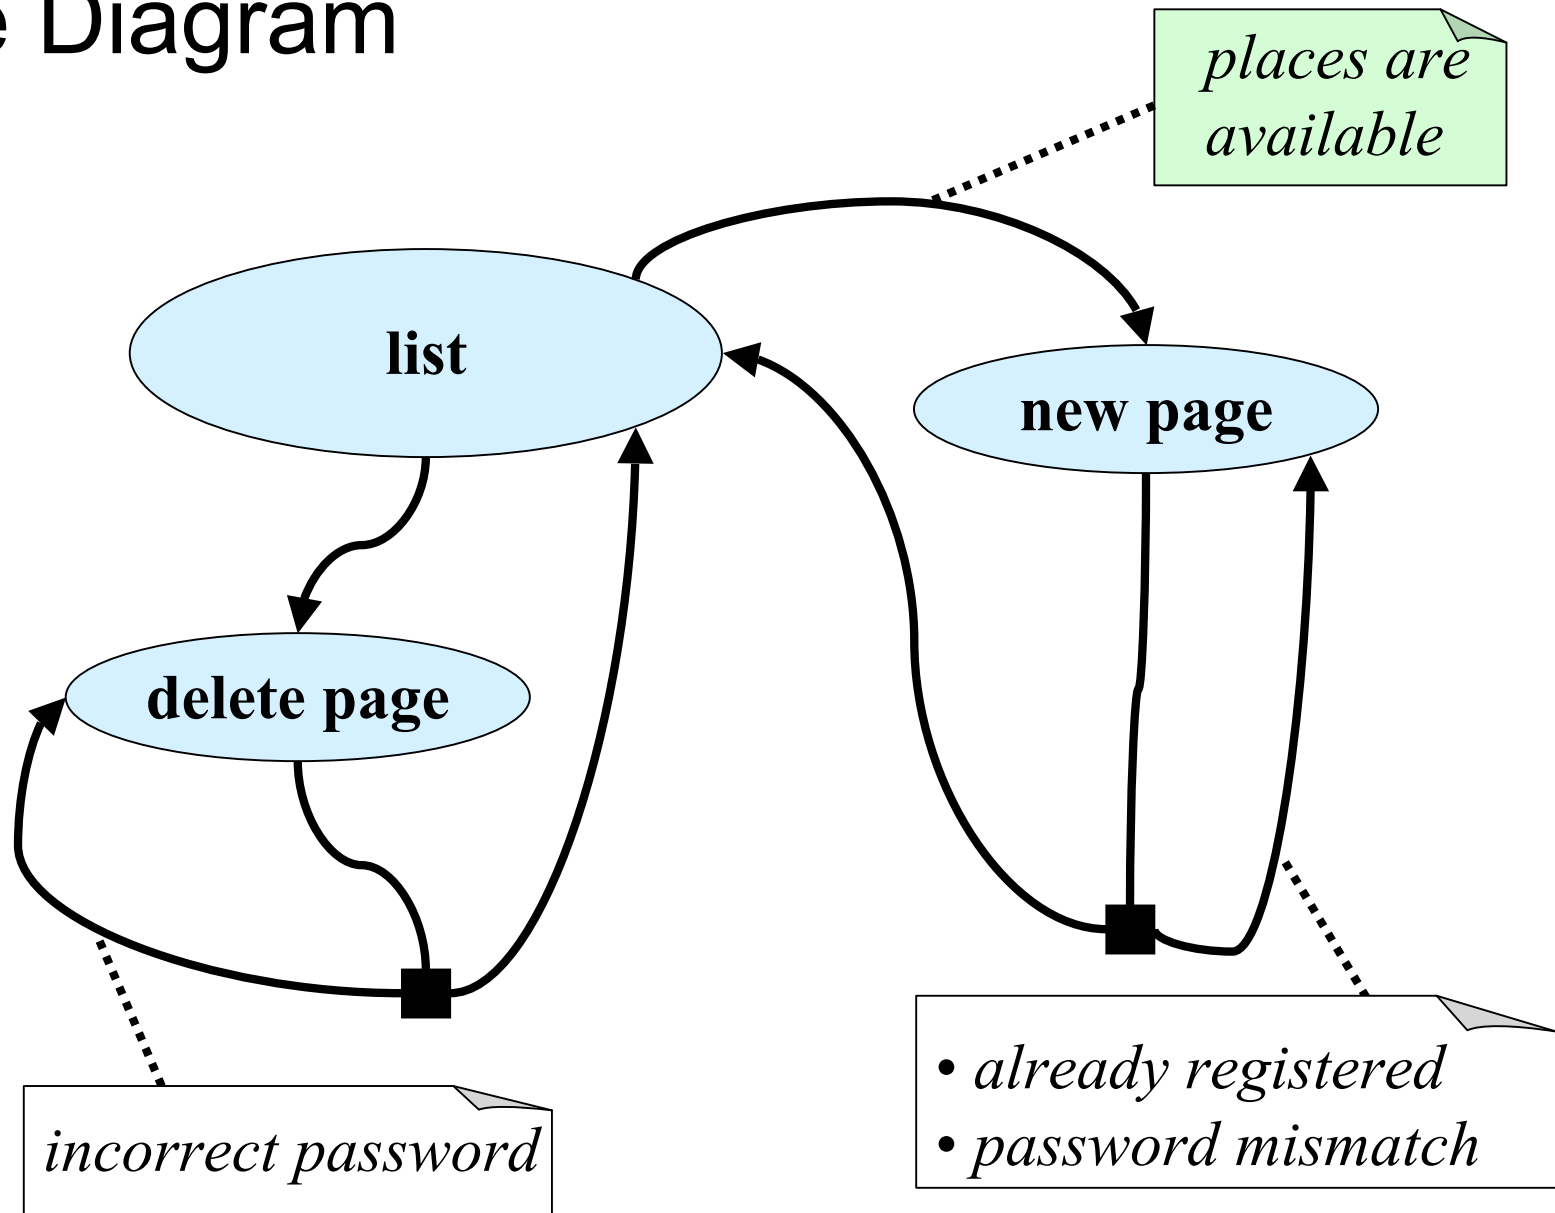 e Diagram
places are
available
list
new page
delete page
• already registered
• password mismatch
incorrect password